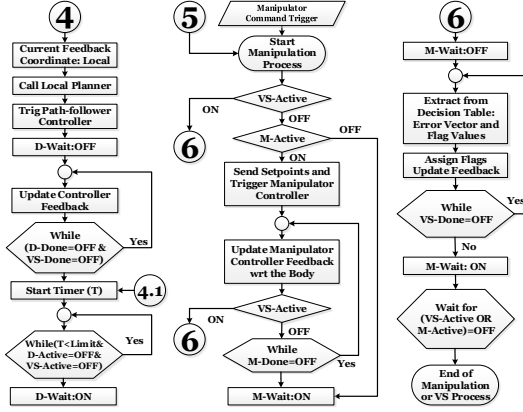 4
Current Feedback
Coordinate: Local
Call Local Planner
Trig Path-follower
Controller
D-Wait:OFF
Update Controller
Feedback
While
(D-Done=OFF &
VS-Done=OFF)
Yes
Start Timer (T)
4.1
While(T<Limit&
D-Active=OFF&
VS-Active=OFF)
Yes
D-Wait:ON
Manipulator
Command Trigger
5
Start
Manipulation
Process
VS-Active
ON
OFF
6
M-Active
OFF
ON
Send Setpoints and
Trigger Manipulator
Controller
Update Manipulator
Controller Feedback
wrt the Body
VS-Active
ON
OFF
6
While
M-Done=OFF
Yes
M-Wait:ON
6
M-Wait:OFF
Extract from
Decision Table:
Error Vector and
Flag Values
Assign Flags
Update Feedback
While
VS-Done=OFF
Yes
No
M-Wait: ON
Wait for
(VS-Active OR
M-Active)=OFF
End of
Manipulation
or VS Process